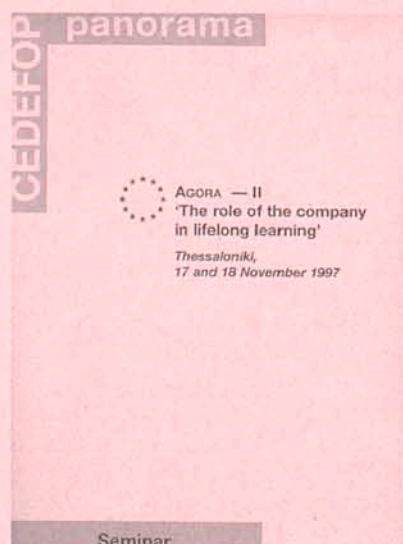 CEDEFOP
panorama
AGORA — II
'The role of the company
in lifelong learning'
Thessaloniki,
17 and 18 November 1997
Seminar